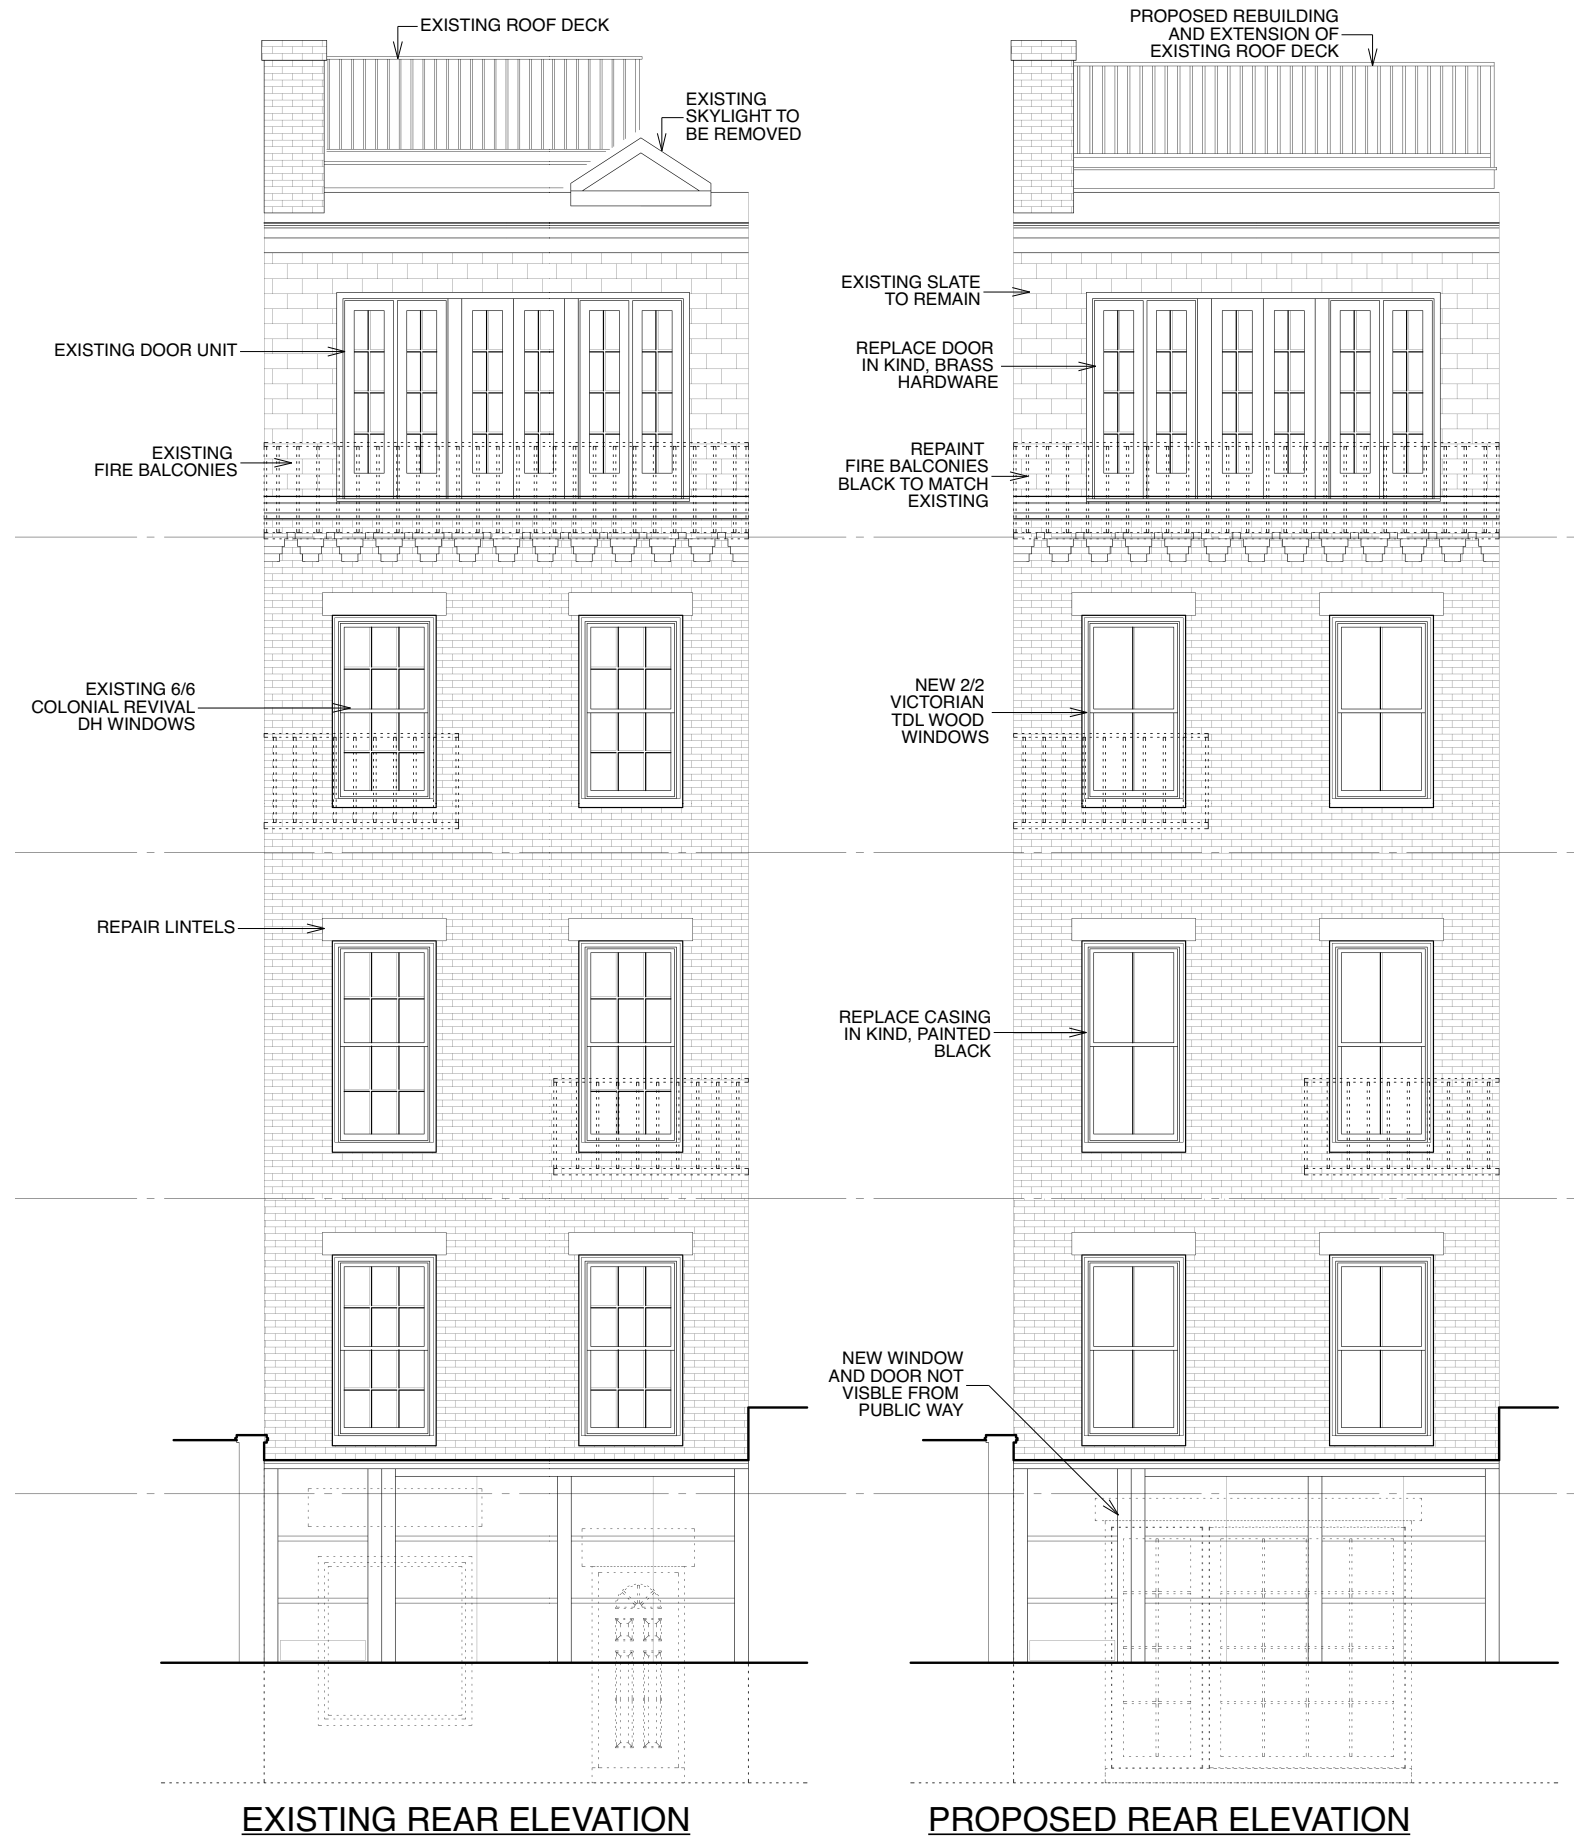 EXISTING ROOF DECK
EXISTING
SKYLIGHT TO
BE REMOVED
EXISTING DOOR UNIT
EXISTING
FIRE BALCONIES
EXISTING 6/6
COLONIAL REVIVAL
DH WINDOWS
REPAIR LINTELS
EXISTING REAR ELEVATION
PROPOSED REBUILDING
AND EXTENSION OF
EXISTING ROOF DECK
EXISTING SLATE
TO REMAIN
REPLACE DOOR
IN KIND, BRASS
HARDWARE
REPAINT
FIRE BALCONIES
BLACK TO MATCH
EXISTING
NEW 2/2
VICTORIAN
TDL WOOD
WINDOWS
REPLACE CASING
IN KIND, PAINTED
BLACK
NEW WINDOW
AND DOOR NOT
VISBLE FROM
PUBLIC WAY
PROPOSED REAR ELEVATION